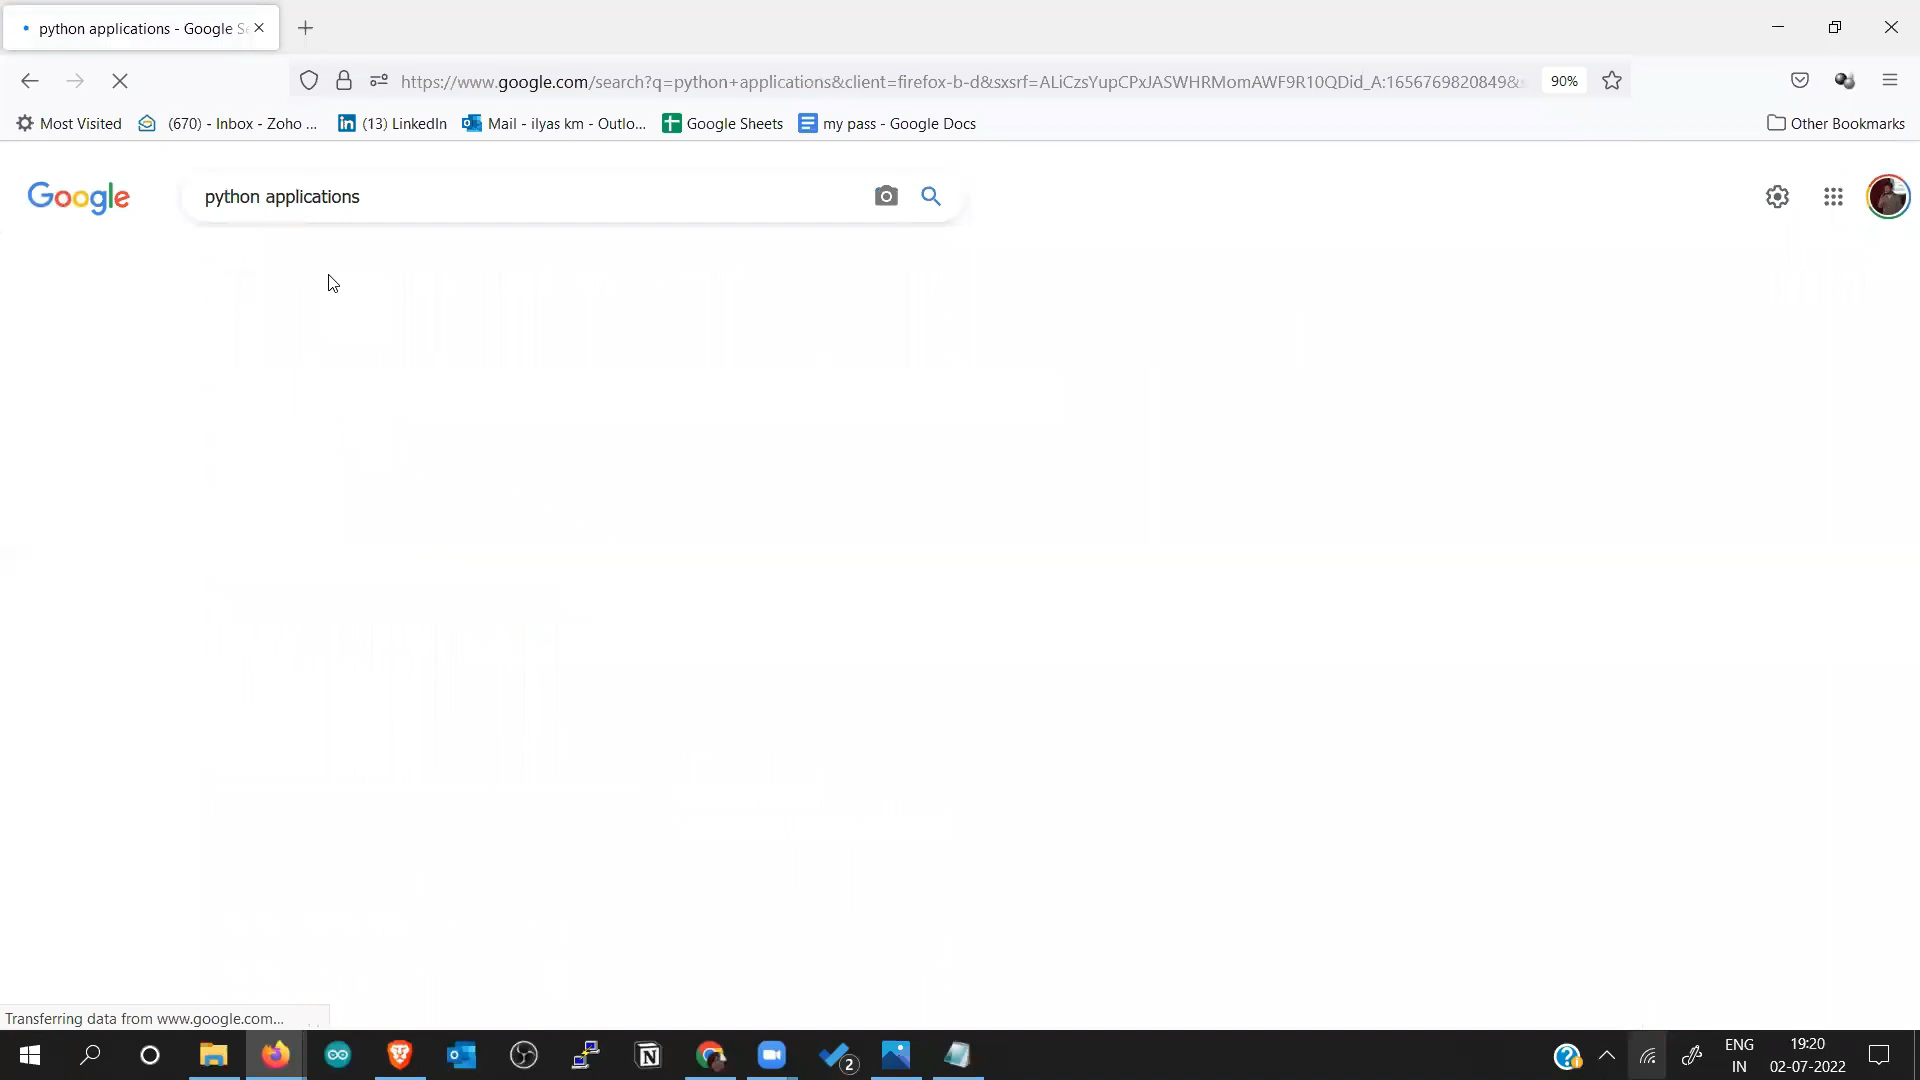 python applications - Google Se
https://www.google.com/search?q=python+applications&client=firefox-b-d&sxsrf=ALiCzsYupCPxJASWHRMomAWF9R10QDid_A:1656769820849&s
90%
Most Visited
(670) - Inbox - Zoho ...
(13) LinkedIn
Mail - ilyas km - Outlo...
Google Sheets
my pass - Google Docs
Other Bookmarks
Google
python applications
Transferring data from www.google.com...
2
ENG
IN
19:20
02-07-2022